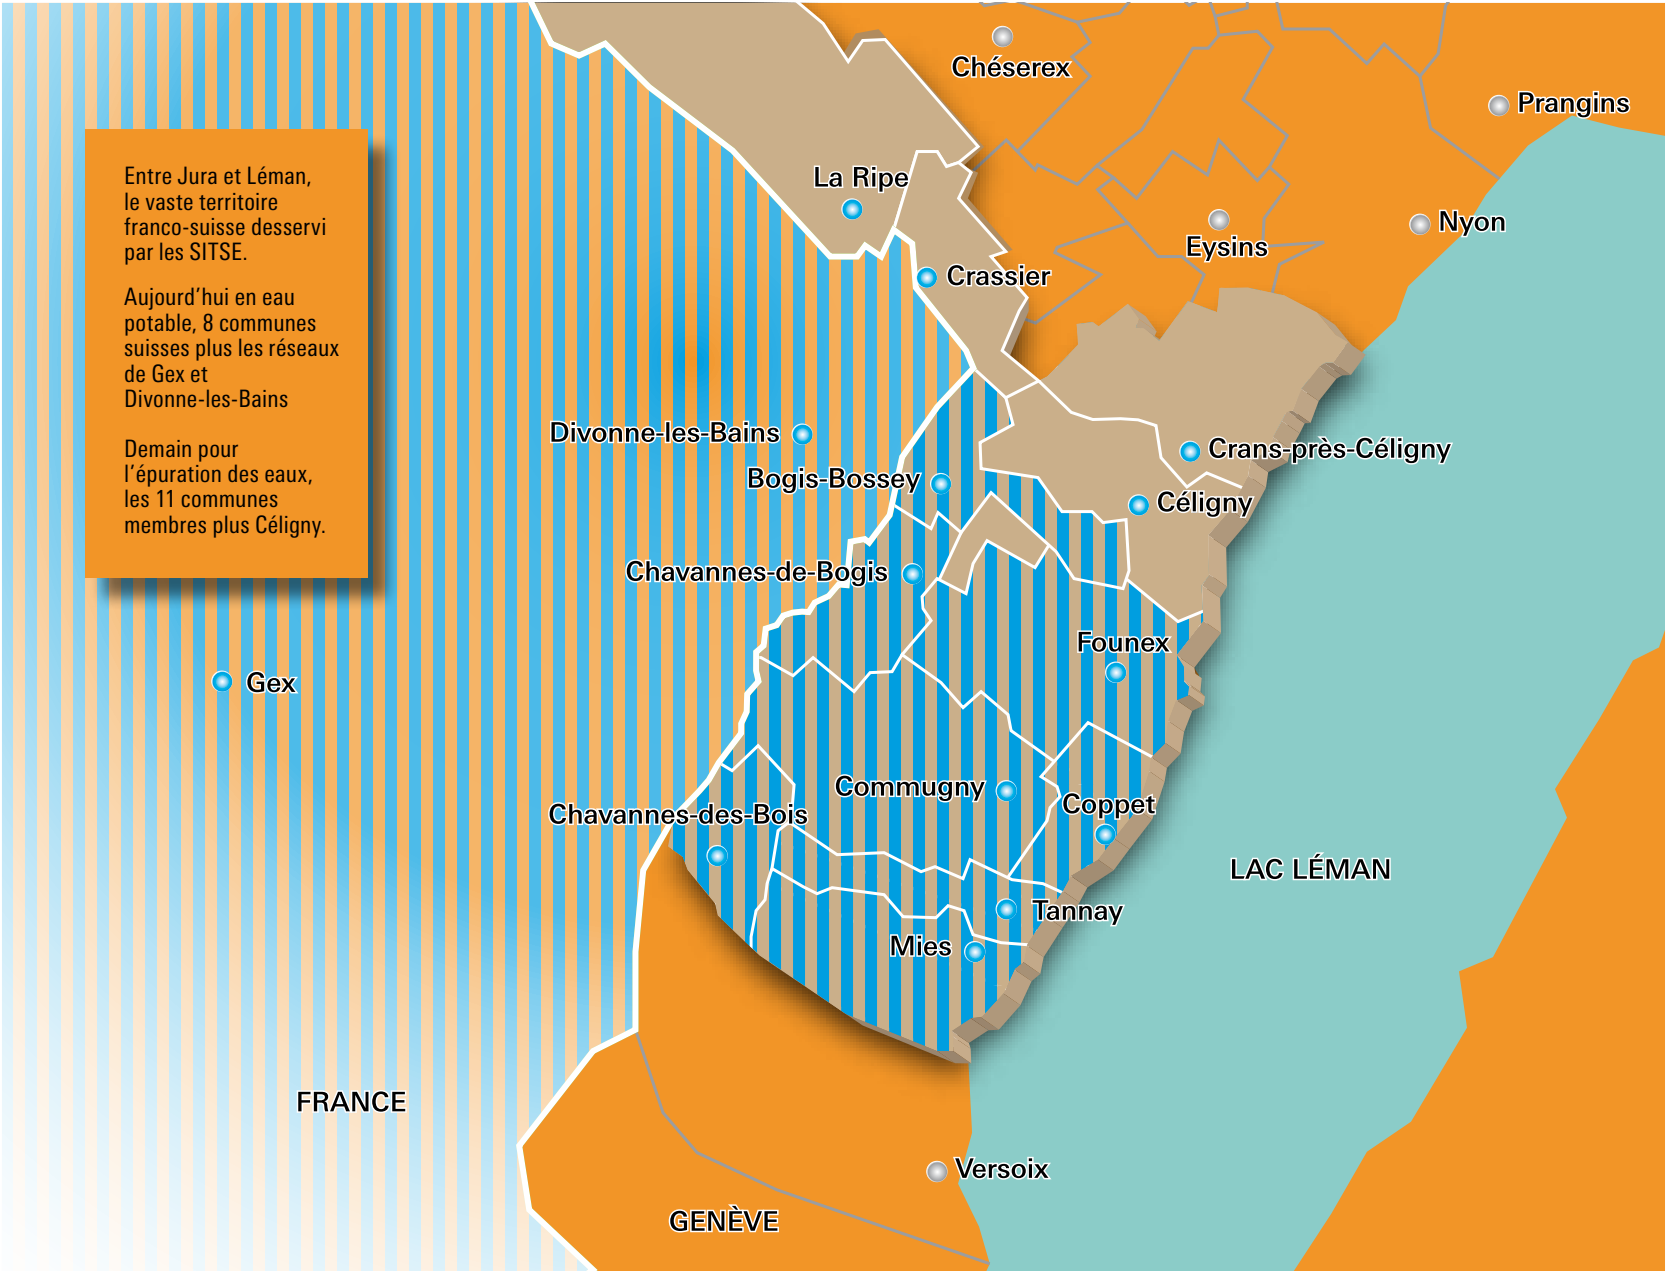 Chéserex
Prangins
Entre Jura et Léman,
le vaste territoire
franco-suisse desservi
par les SITSE.
Aujourd'hui en eau
potable, 8 communes
suisses plus les réseaux
de Gex et
Divonne-les-Bains
Demain pour
l'épuration des eaux,
les 11 communes
membres plus Céligny.
La Ripe
Nyon
Eysins
Crassier
Divonne-les-Bains
Crans-près-Céligny
Bogis-Bossey
Céligny
Chavannes-de-Bogis
Founex
Gex
Commugny
Coppet
Chavannes-des-Bois
LAC LÉMAN
Tannay
Mies
FRANCE
Versoix
GENÈVE